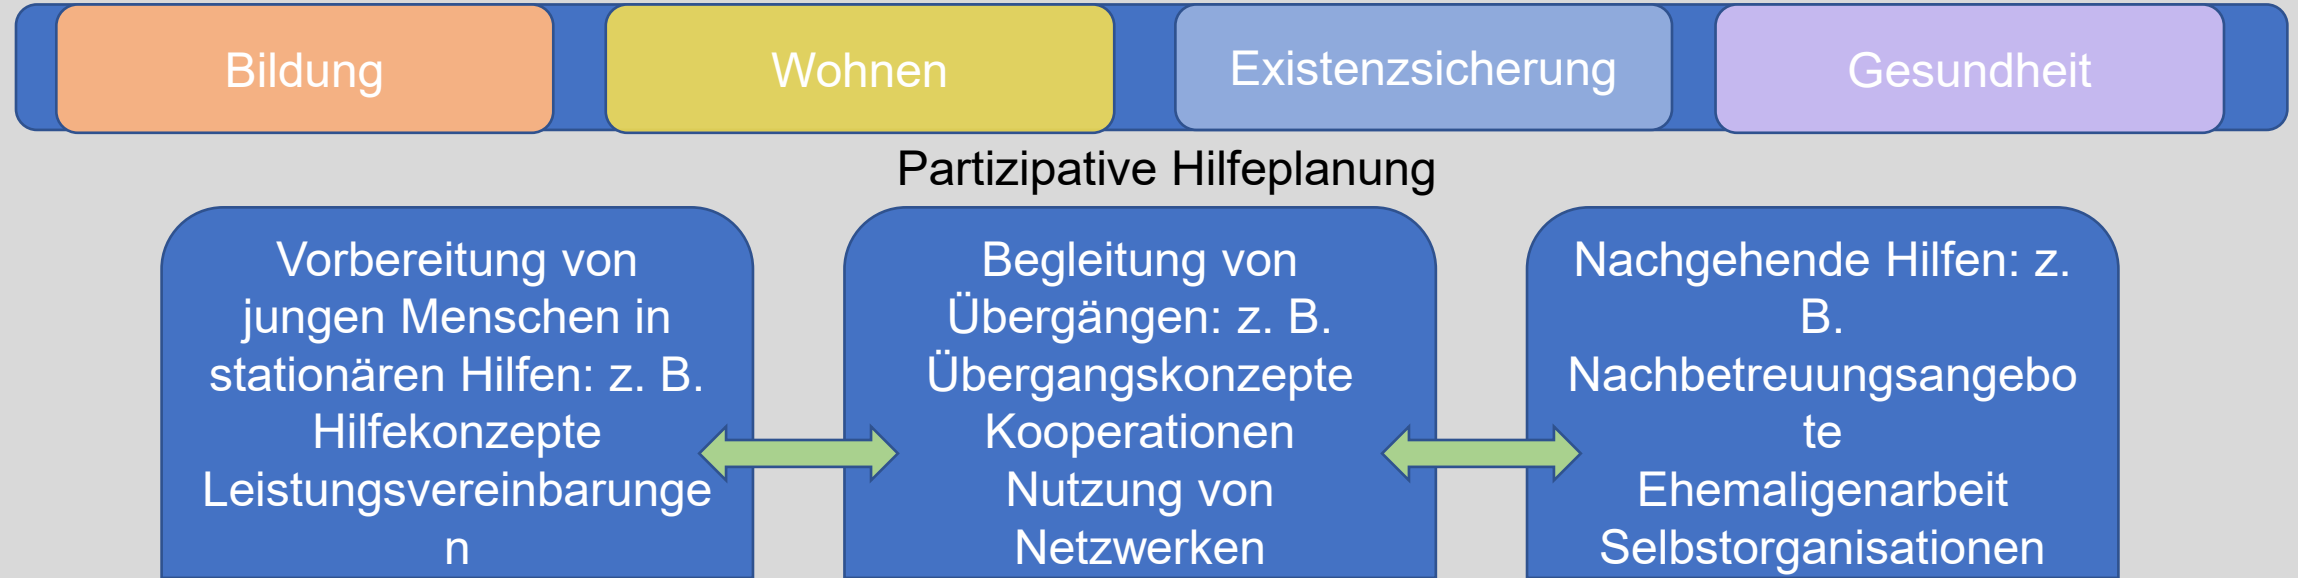 Bildung
Wohnen
Existenzsicherung
Gesundheit
Partizipative Hilfeplanung
Vorbereitung von
jungen Menschen in
stationären Hilfen: z. B.
Hilfekonzepte
Leistungsvereinbarunge
n
Begleitung von
Übergängen: z. B.
Übergangskonzepte
Kooperationen
Nutzung von
Netzwerken
Nachgehende Hilfen: z.
B.
Nachbetreuungsangebo
te
Ehemaligenarbeit
Selbstorganisationen